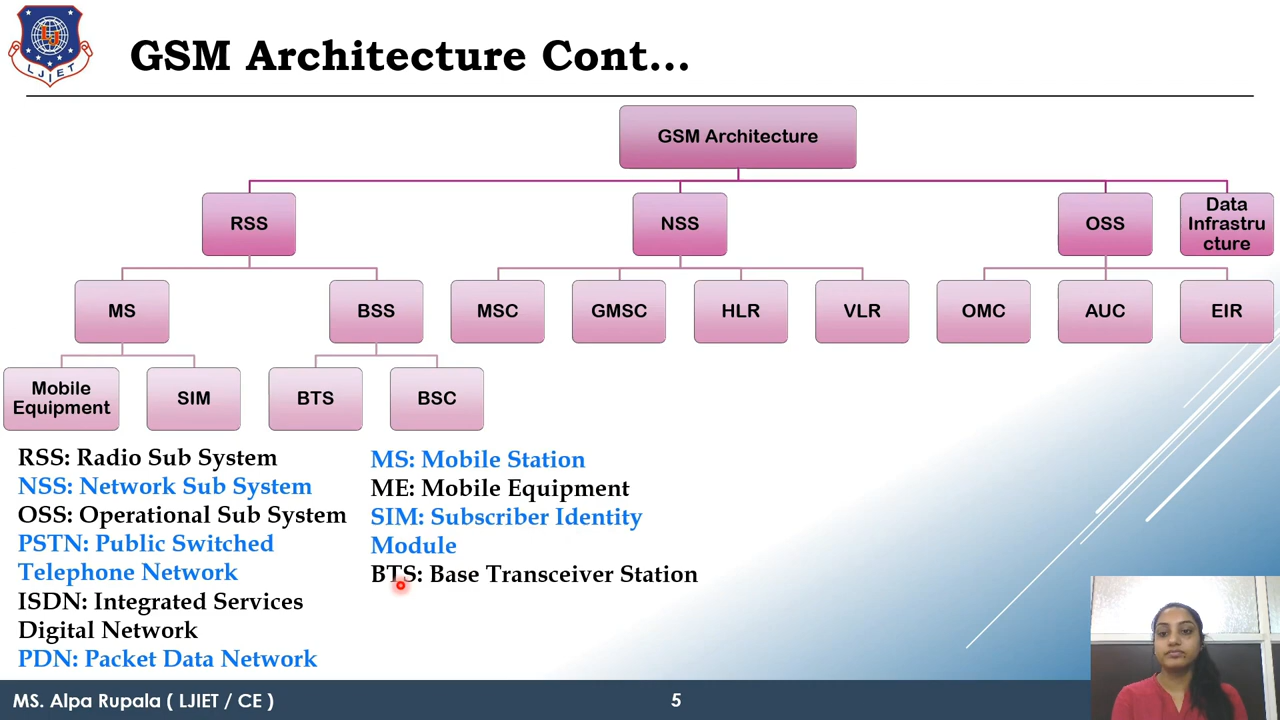 LJIET
GSM Architecture Cont...
GSM Architecture
RSS
NSS
OSS
Data
Infrastru
cture
MS
BSS
MSC
GMSC
HLR
VLR
OMC
AUC
EIR
Mobile
Equipment
SIM
BTS
BSC
RSS: Radio Sub System
NSS: Network Sub System
OSS: Operational Sub System
PSTN: Public Switched
Telephone Network
ISDN: Integrated Services
Digital Network
PDN: Packet Data Network
MS: Mobile Station
ME: Mobile Equipment
SIM: Subscriber Identity
Module
BTS: Base Transceiver Station
MS. Alpa Rupala ( LJIET / CE )
5